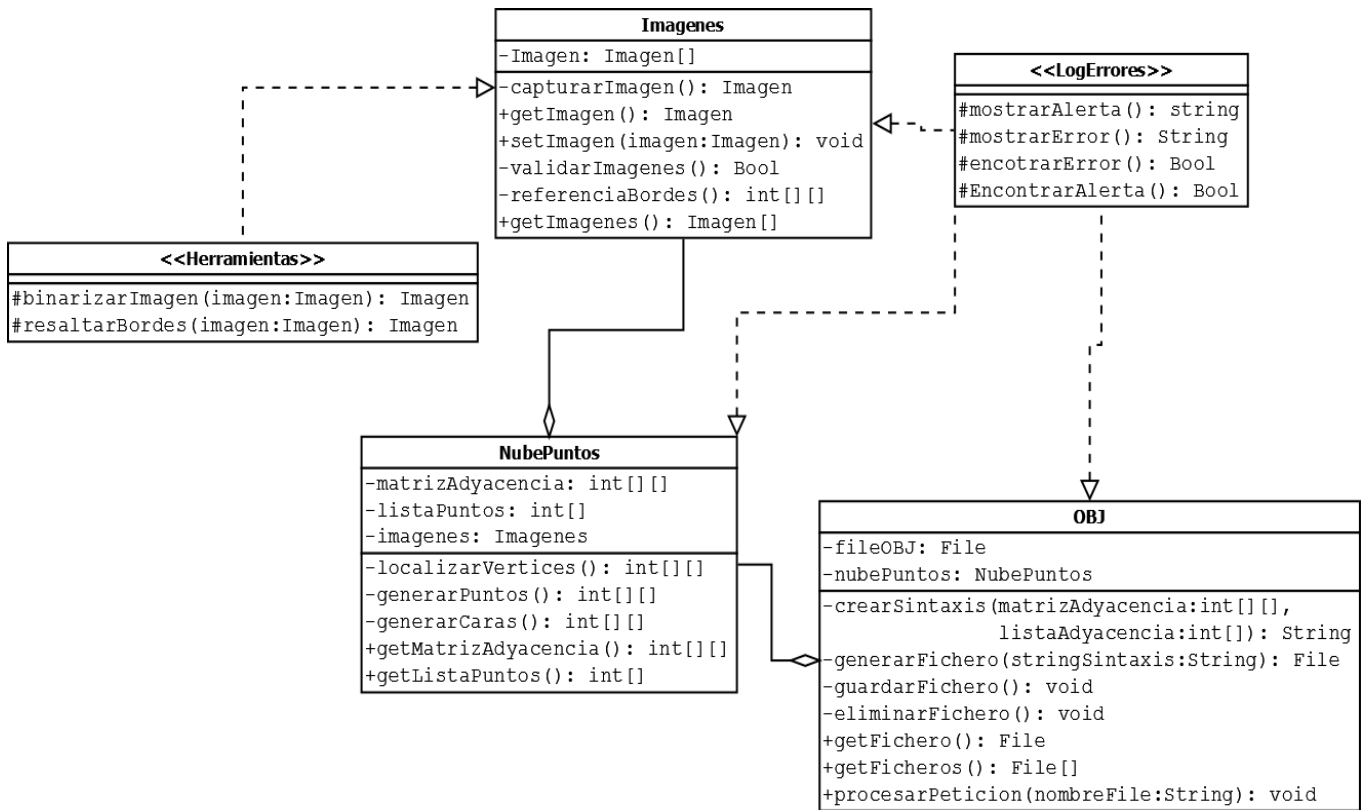 Imagenes
-Imagen: Imagen[]
-capturarImagen(): Imagen
+getImagen(): Imagen
+setImagen(imagen:Imagen): void
-validarImagenes(): Bool
-referenciaBordes(): int[][]
+getImagenes(): Imagen[]
<<LogErrores>>
#mostrarAlerta(): string
#mostrarError(): String
#encotrarError(): Bool
#EncontrarAlerta(): Bool
<<Herramientas>>
#binarizarImagen(imagen:Imagen): Imagen
#resaltarBordes(imagen:Imagen): Imagen
NubePuntos
-matrizAdyacencia: int[][]
-listaPuntos: int[]
-imagenes: Imagenes
-localizarVertices(): int[][]
-generarPuntos(): int[][]
-generarCaras(): int[][]
+getMatrizAdyacencia(): int[][]
+getListaPuntos(): int[]
OBJ
-fileOBJ: File
-nubePuntos: NubePuntos
-crearSintaxis(matrizAdyacencia:int[][],
listaAdyacencia:int[]): String
-generarFichero(stringSintaxis:String): File
-guardarFichero(): void
-eliminarFichero(): void
+getFichero(): File
+getFicheros(): File[]
+procesarPeticion(nombreFile:String): void